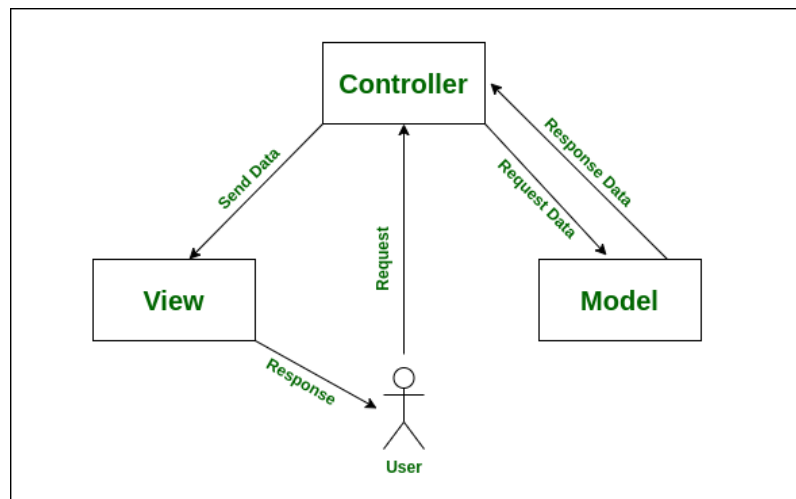 Controller
Send Data
Request
Request Data
Response Data
View
Model
Response
User